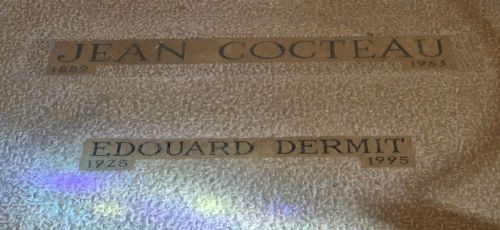 JEAN COCTEAU
1889 1963
EDOUARD DERMIT
1925 1995